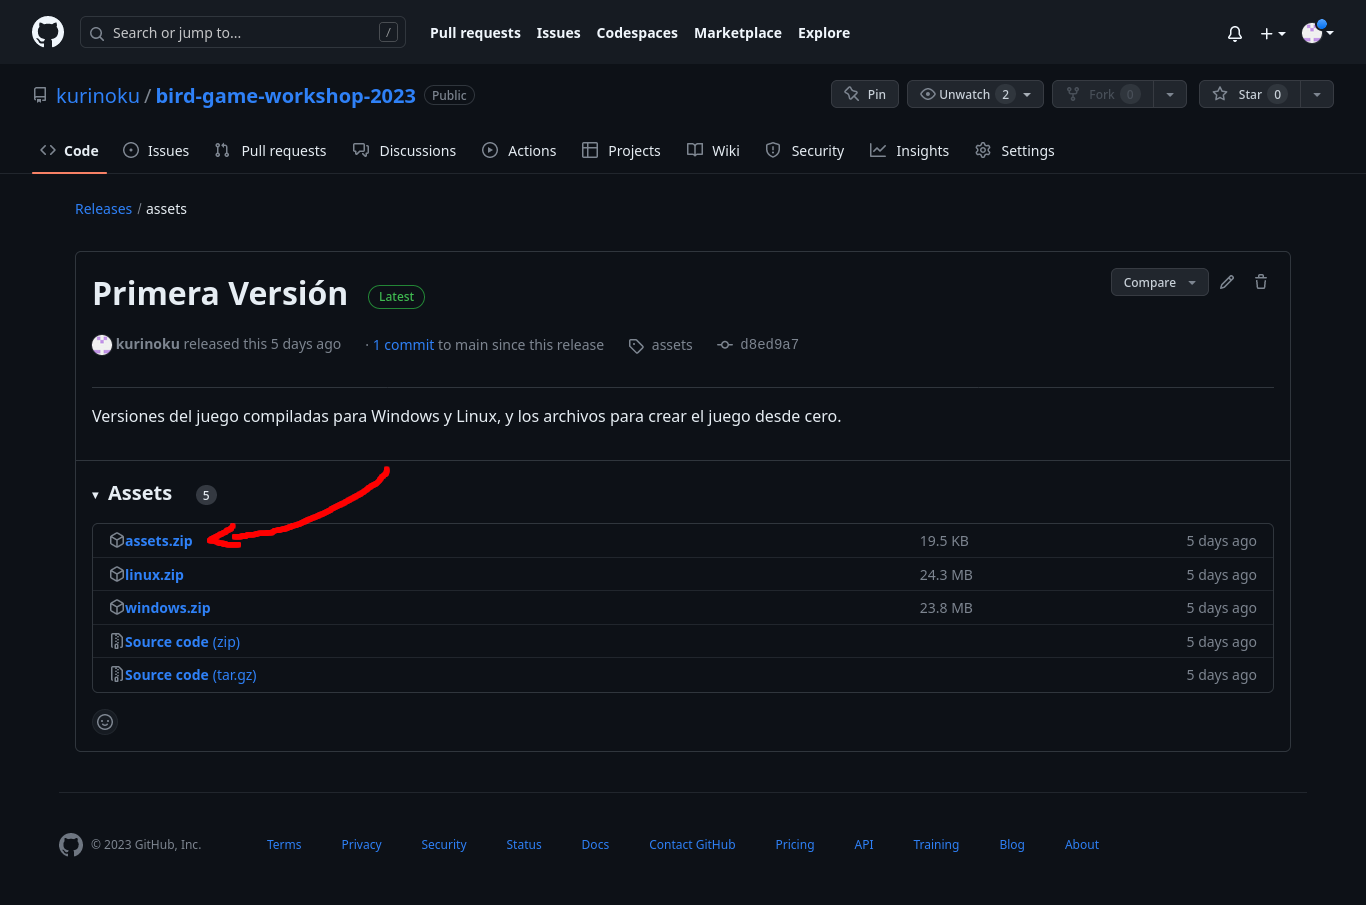 Search or jump to... / Pull requests Issues Codespaces Marketplace Explore
kurinoku / bird-game-workshop-2023 Public Pin Unwatch 2 Fork 0 Star 0
Code Issues Pull requests Discussions Actions Projects Wiki Security Insights Settings
Releases / assets
Primera Versión Latest Compare
kurinoku released this 5 days ago · 1 commit to main since this release assets d8ed9a7
Versiones del juego compiladas para Windows y Linux, y los archivos para crear el juego desde cero.
Assets 5
assets.zip 19.5 KB 5 days ago
linux.zip 24.3 MB 5 days ago
windows.zip 23.8 MB 5 days ago
Source code (zip) 5 days ago
Source code (tar.gz) 5 days ago
© 2023 GitHub, Inc. Terms Privacy Security Status Docs Contact GitHub Pricing API Training Blog About